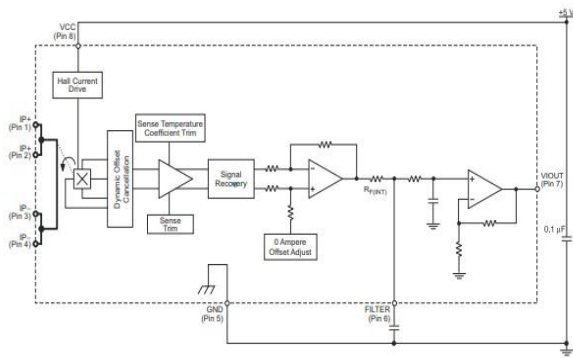 +5 V
VCC
(Pin 8)
Hall Current
Drive
IP+
(Pin 1)
IP+
(Pin 2)
IP−
(Pin 3)
IP−
(Pin 4)
Dynamic Offset
Cancellation
Sense Temperature
Coefficient Trim
Sense
Trim
Signal
Recovery
0 Ampere
Offset Adjust
RF(INT)
VIOUT
(Pin 7)
0.1 µF
GND
(Pin 5)
FILTER
(Pin 6)